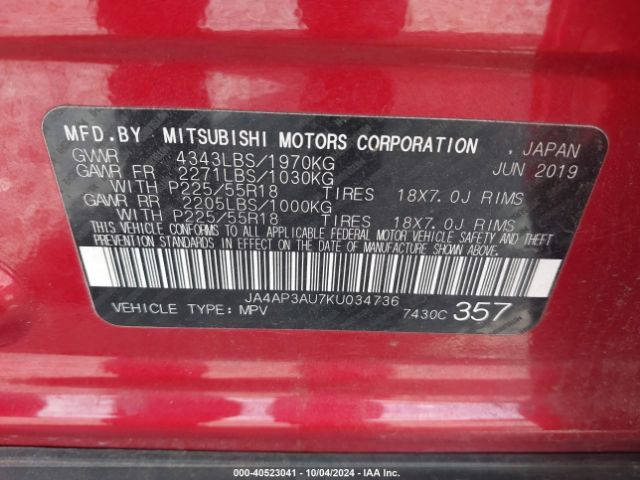 MFD.BY MITSUBISHI MOTORS CORPORATION , JAPAN
GVWR 4343LBS/1970KG JUN 2019
GAWR FR 2271LBS/1030KG
WITH P225/55R18 TIRES 18X7.0J RIMS
GAWR RR 2205LBS/1000KG
WITH P225/55R18 TIRES 18X7.0J RIMS
THIS VEHICLE CONFORMS TO ALL APPLICABLE FEDERAL MOTOR VEHICLE SAFETY AND THEFT
PREVENTION STANDARDS IN EFFECT ON THE DATE OF MANUFACTURE SHOWN ABOVE.
JA4AP3AU7KU034736
VEHICLE TYPE: MPV 7430C 357
000-40523041 - 10/04/2024 - IAA Inc.